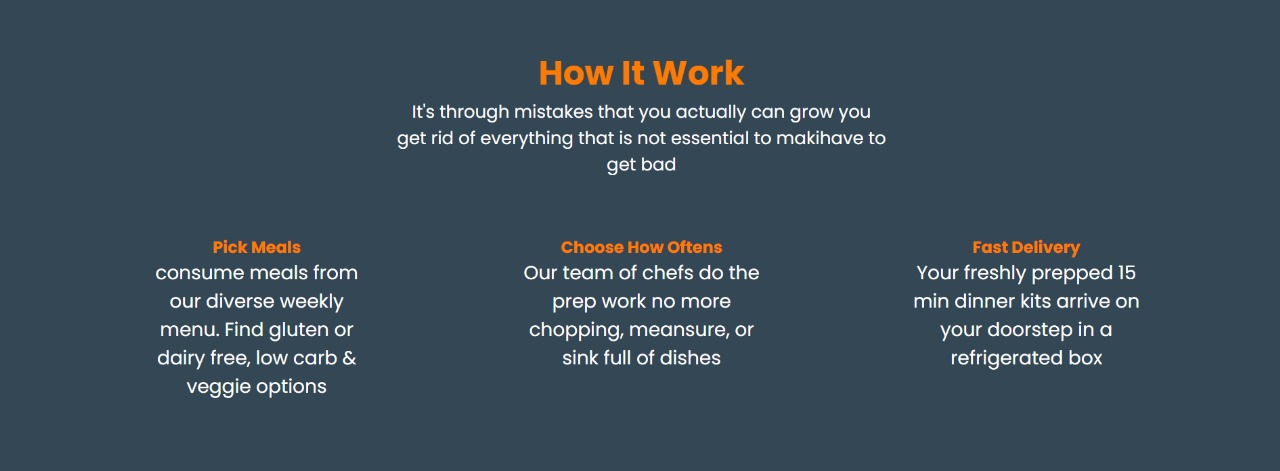 How It Work
It's through mistakes that you actually can grow you
get rid of everything that is not essential to makihave to
get bad
Pick Meals
consume meals from
our diverse weekly
menu. Find gluten or
dairy free, low carb &
veggie options
Choose How Oftens
Our team of chefs do the
prep work no more
chopping, meansure, or
sink full of dishes
Fast Delivery
Your freshly prepped 15
min dinner kits arrive on
your doorstep in a
refrigerated box